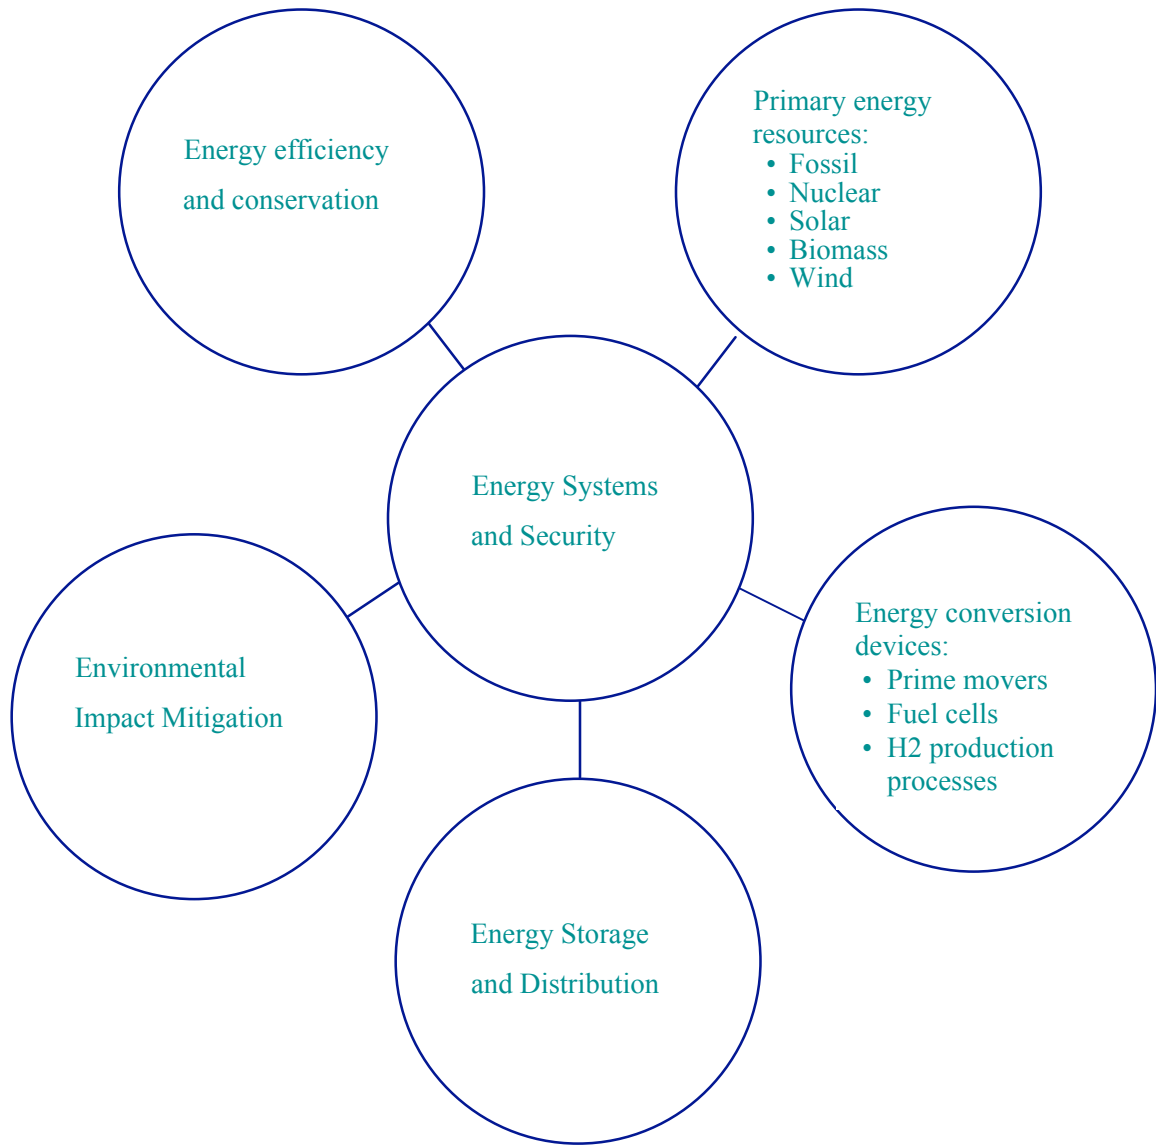 Energy efficiency
and conservation
Primary energy
resources:
• Fossil
• Nuclear
• Solar
• Biomass
• Wind
Energy Systems
and Security
Energy conversion
devices:
• Prime movers
• Fuel cells
• H2 production
processes
Environmental
Impact Mitigation
Energy Storage
and Distribution